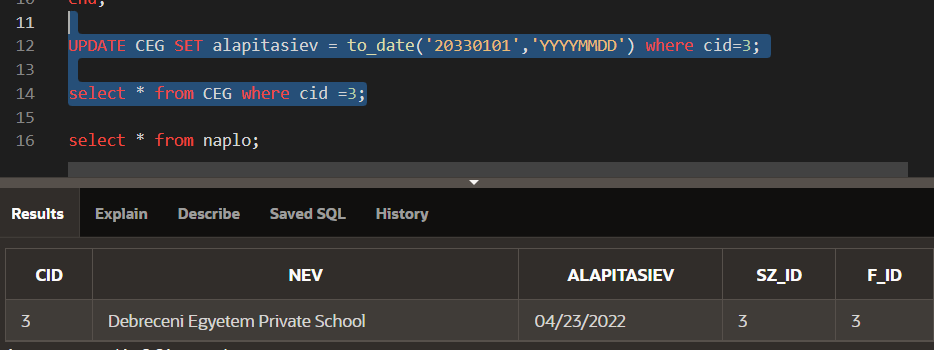 11
12 UPDATE CEG SET alapitasiev = to_date('20330101','YYYYMMDD') where cid=3;
13
14 select * from CEG where cid =3;
15
16 select * from naplo;
Results Explain Describe Saved SQL History
CID NEV ALAPITASIEV SZ_ID F_ID
3 Debreceni Egyetem Private School 04/23/2022 3 3